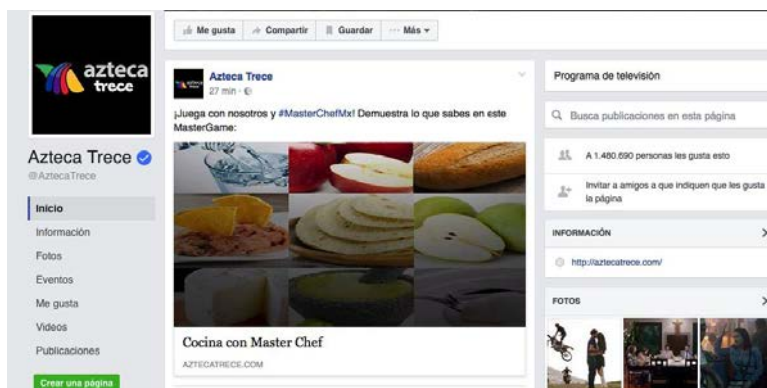 azteca
trece
Azteca Trece
@AztecaTrece
Inicio
Información
Fotos
Eventos
Me gusta
Videos
Publicaciones
Crear una página
Me gusta
Compartir
Guardar
Más
Azteca Trece
27 min
¡Juega con nosotros y #MasterChefMx! Demuestra lo que sabes en este
MasterGame:
Cocina con Master Chef
AZTECATRECE.COM
Programa de televisión
Busca publicaciones en esta página
A 1.480.690 personas les gusta esto
Invitar a amigos a que indiquen que les gusta
la página
INFORMACIÓN
http://aztecatrece.com/
FOTOS